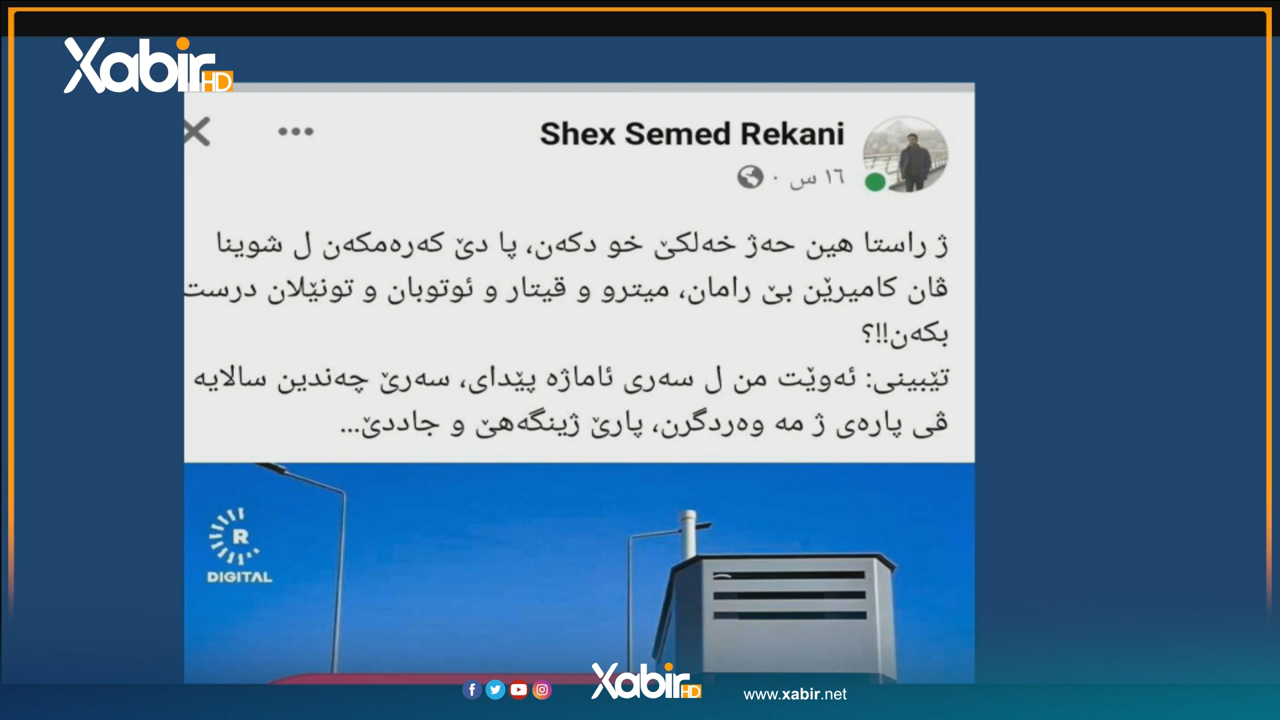 Xabir HD
Shex Semed Rekani
١٦ س ·
ژ راستا هین حەژ خەلکێ خو دکەن، پا دێ کەرەمکەن ل شوینا
ڤان کامیرێن بێ رامان، میترو و قیتار و ئوتوبان و تونێلان درست
بکەن!!؟
تێبینی: ئەوێت من ل سەری ئاماژە پێدای، سەرێ چەندین سالایە
ڤی پارەی ژ مە وەردگرن، پارێ ژینگەهێ و جاددێ...
R
DIGITAL
Xabir HD
www.xabir.net